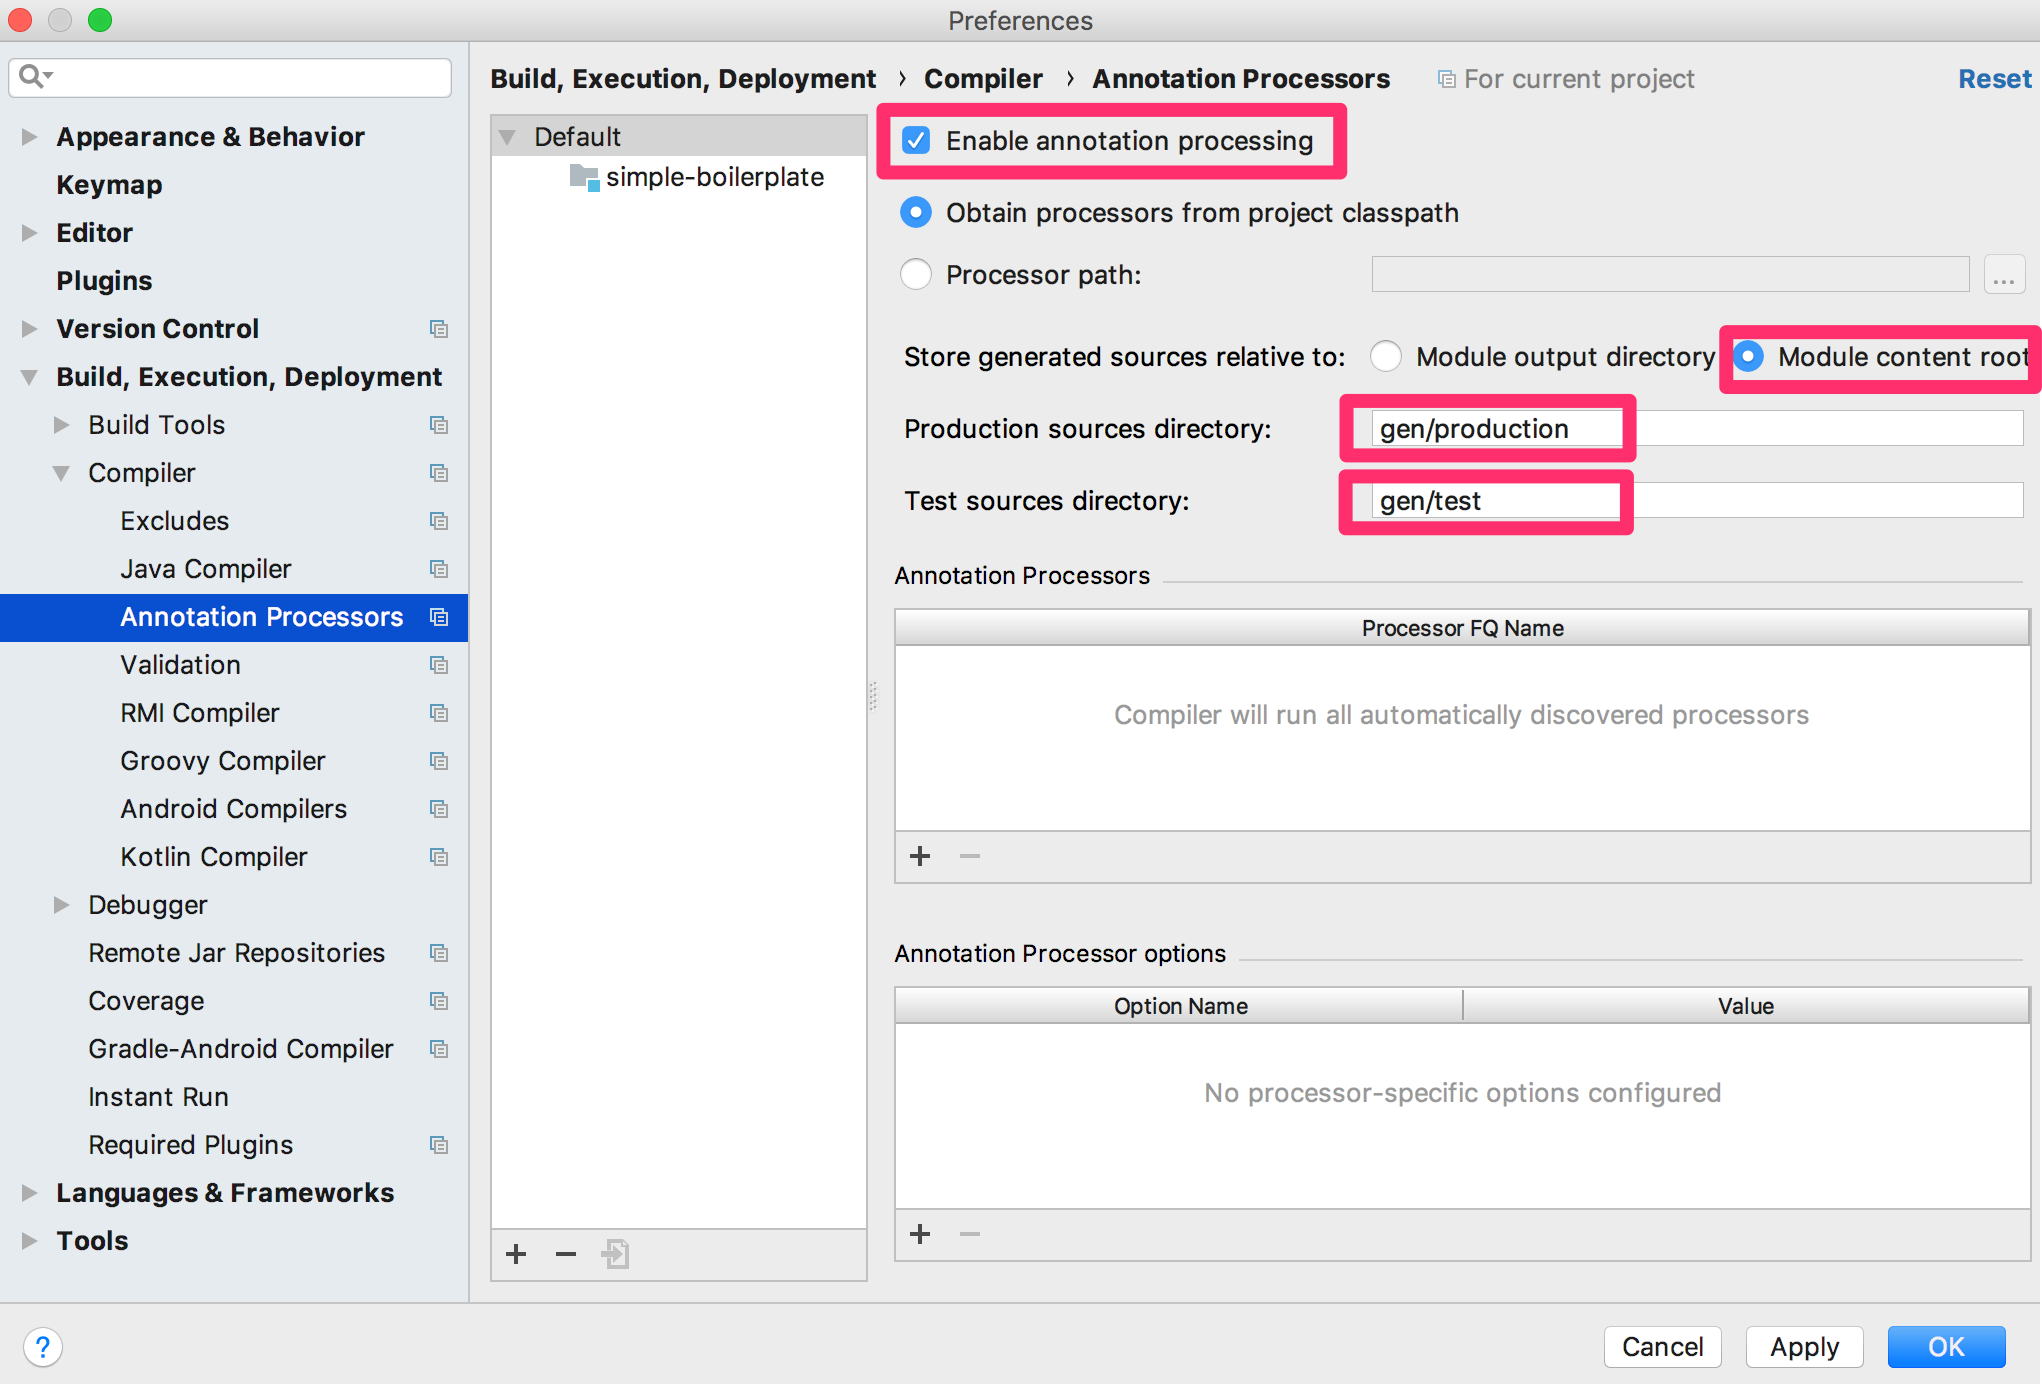 Preferences
Appearance & Behavior
Keymap
Editor
Plugins
Version Control
Build, Execution, Deployment
Build Tools
Compiler
Excludes
Java Compiler
Annotation Processors
Validation
RMI Compiler
Groovy Compiler
Android Compilers
Kotlin Compiler
Debugger
Remote Jar Repositories
Coverage
Gradle-Android Compiler
Instant Run
Required Plugins
Languages & Frameworks
Tools
Build, Execution, Deployment › Compiler › Annotation Processors For current project Reset
Default
simple-boilerplate
Enable annotation processing
Obtain processors from project classpath
Processor path: ...
Store generated sources relative to: Module output directory Module content root
Production sources directory: gen/production
Test sources directory: gen/test
Annotation Processors
Processor FQ Name
Compiler will run all automatically discovered processors
+ −
Annotation Processor options
Option Name Value
No processor-specific options configured
+ −
+ −
? Cancel Apply OK